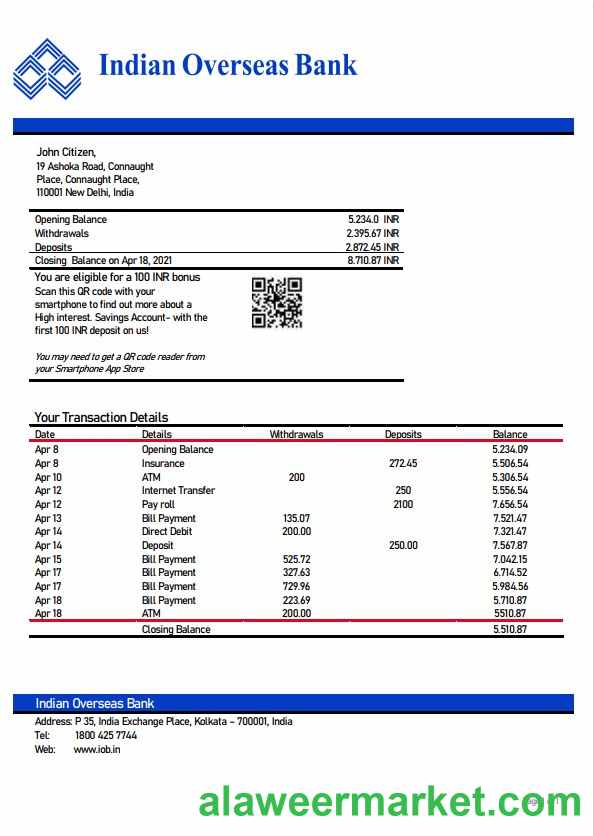 Indian Overseas Bank
John Citizen,
19 Ashoka Road, Connaught
Place, Connaught Place,
110001 New Delhi, India
Opening Balance 5.234.0 INR
Withdrawals 2.395.67 INR
Deposits 2.872.45 INR
Closing Balance on Apr 18, 2021 8.710.87 INR
You are eligible for a 100 INR bonus
Scan this QR code with your
smartphone to find out more about a
High interest. Savings Account- with the
first 100 INR deposit on us!
You may need to get a QR code reader from
your Smartphone App Store
Your Transaction Details
Date Details Withdrawals Deposits Balance
Apr 8 Opening Balance 5.234.09
Apr 8 Insurance 272.45 5.506.54
Apr 10 ATM 200 5.306.54
Apr 12 Internet Transfer 250 5.556.54
Apr 12 Pay roll 2100 7.656.54
Apr 13 Bill Payment 135.07 7.521.47
Apr 14 Direct Debit 200.00 7.321.47
Apr 14 Deposit 250.00 7.567.87
Apr 15 Bill Payment 525.72 7.042.15
Apr 17 Bill Payment 327.63 6.714.52
Apr 17 Bill Payment 729.96 5.984.56
Apr 18 Bill Payment 223.69 5.710.87
Apr 18 ATM 200.00 5510.87
Closing Balance 5.510.87
Indian Overseas Bank
Address: P 35, India Exchange Place, Kolkata – 700001, India
Tel: 1800 425 7744
Web: www.iob.in
alaweermarket.com